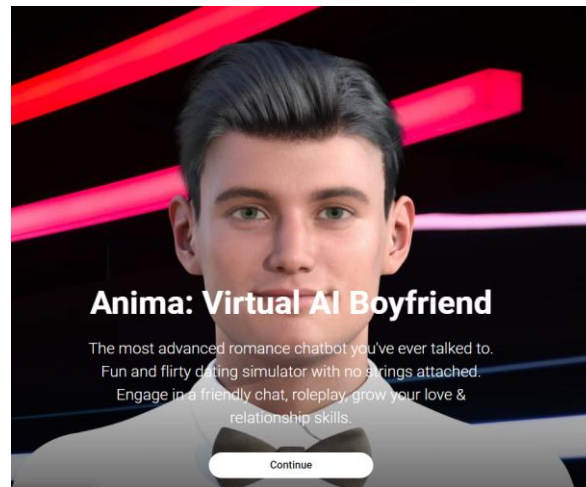 Anima: Virtual AI Boyfriend
The most advanced romance chatbot you've ever talked to.
Fun and flirty dating simulator with no strings attached.
Engage in a friendly chat, roleplay, grow your love &
relationship skills.
Continue